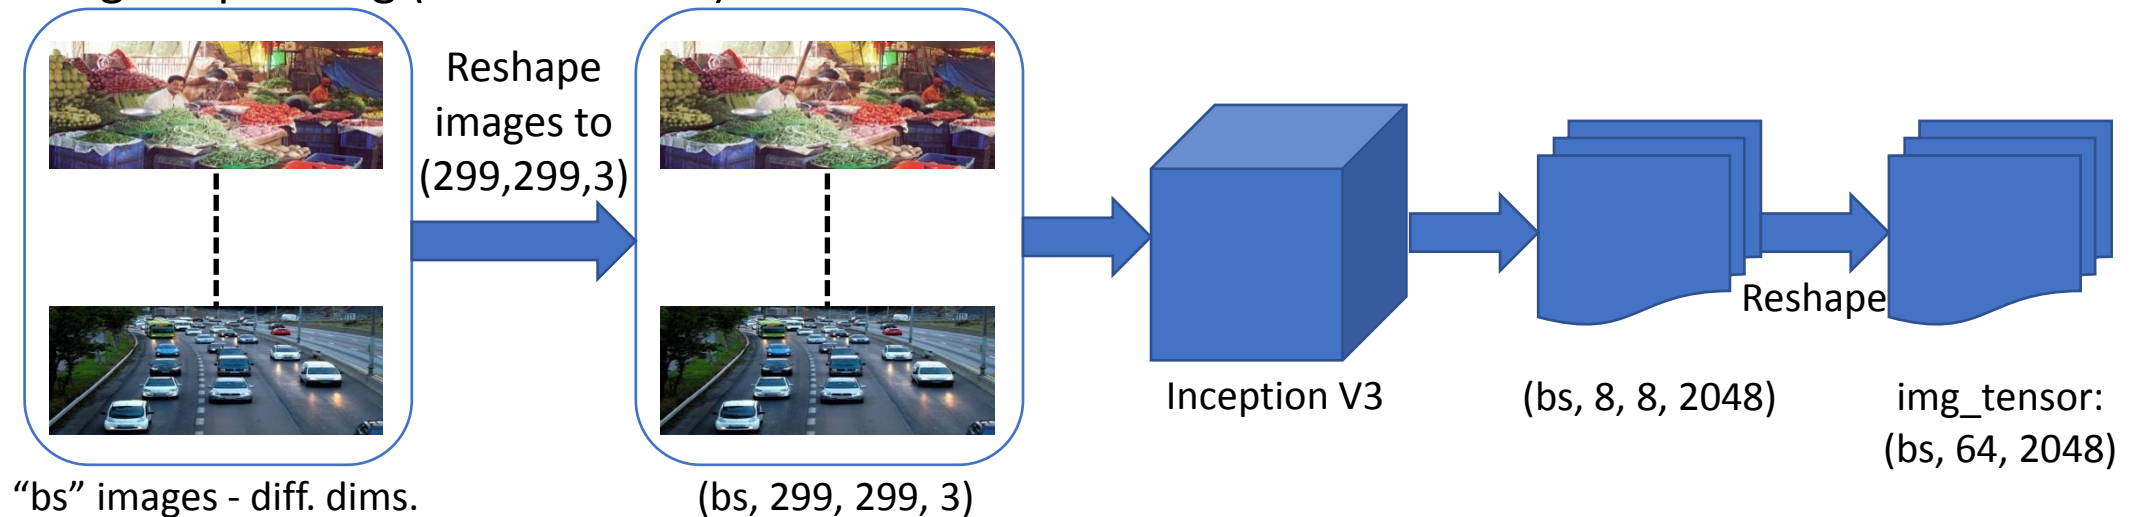 Reshape
images to
(299,299,3)
Reshape
Inception V3
(bs, 8, 8, 2048)
img_tensor:
(bs, 64, 2048)
“bs” images - diff. dims.
(bs, 299, 299, 3)